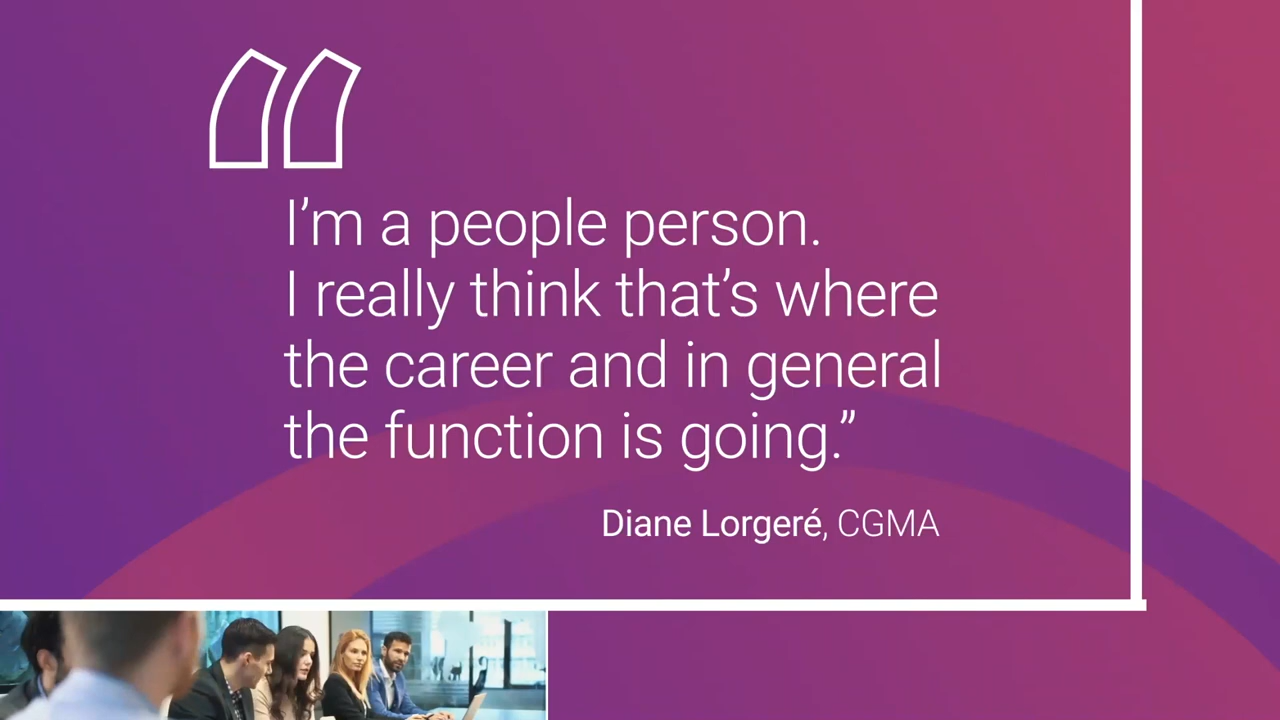 “
I’m a people person.
I really think that’s where
the career and in general
the function is going.”
Diane Lorgeré, CGMA